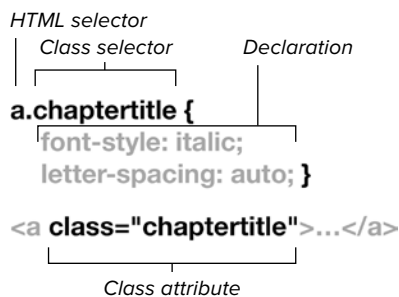 HTML selector
Class selector
Declaration
a.chaptertitle {
font-style: italic;
letter-spacing: auto; }
<a class="chaptertitle">...</a>
Class attribute